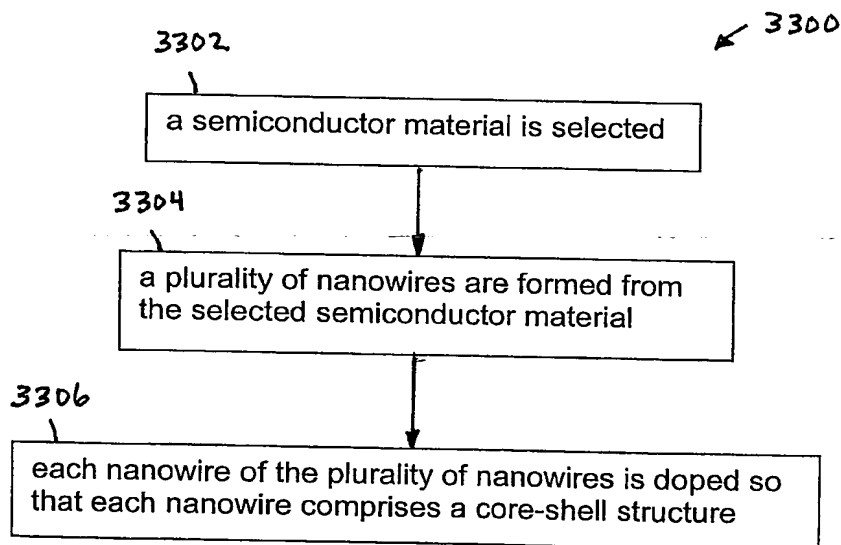 3300
3302
a semiconductor material is selected
3304
a plurality of nanowires are formed from
the selected semiconductor material
3306
each nanowire of the plurality of nanowires is doped so
that each nanowire comprises a core-shell structure